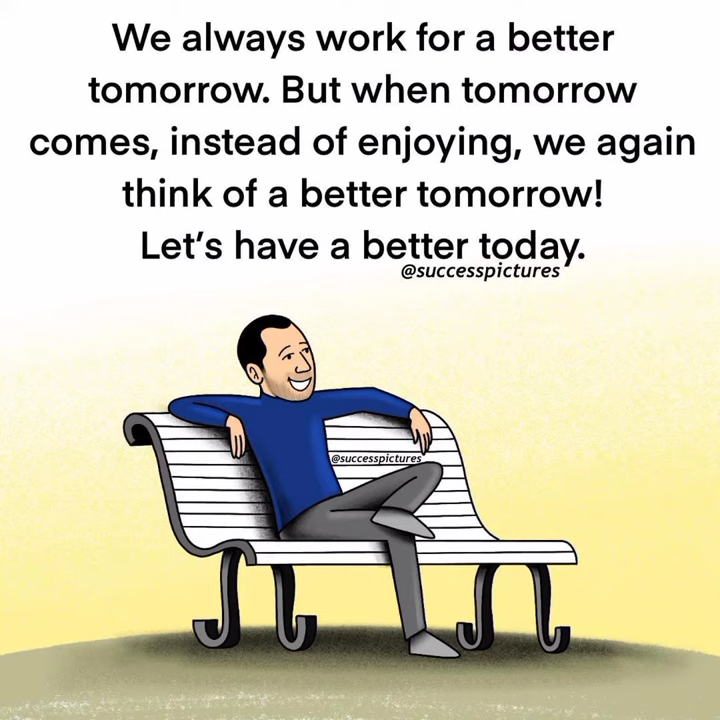 We always work for a better
tomorrow. But when tomorrow
comes, instead of enjoying, we again
think of a better tomorrow!
Let’s have a better today.
@successpictures
@successpictures